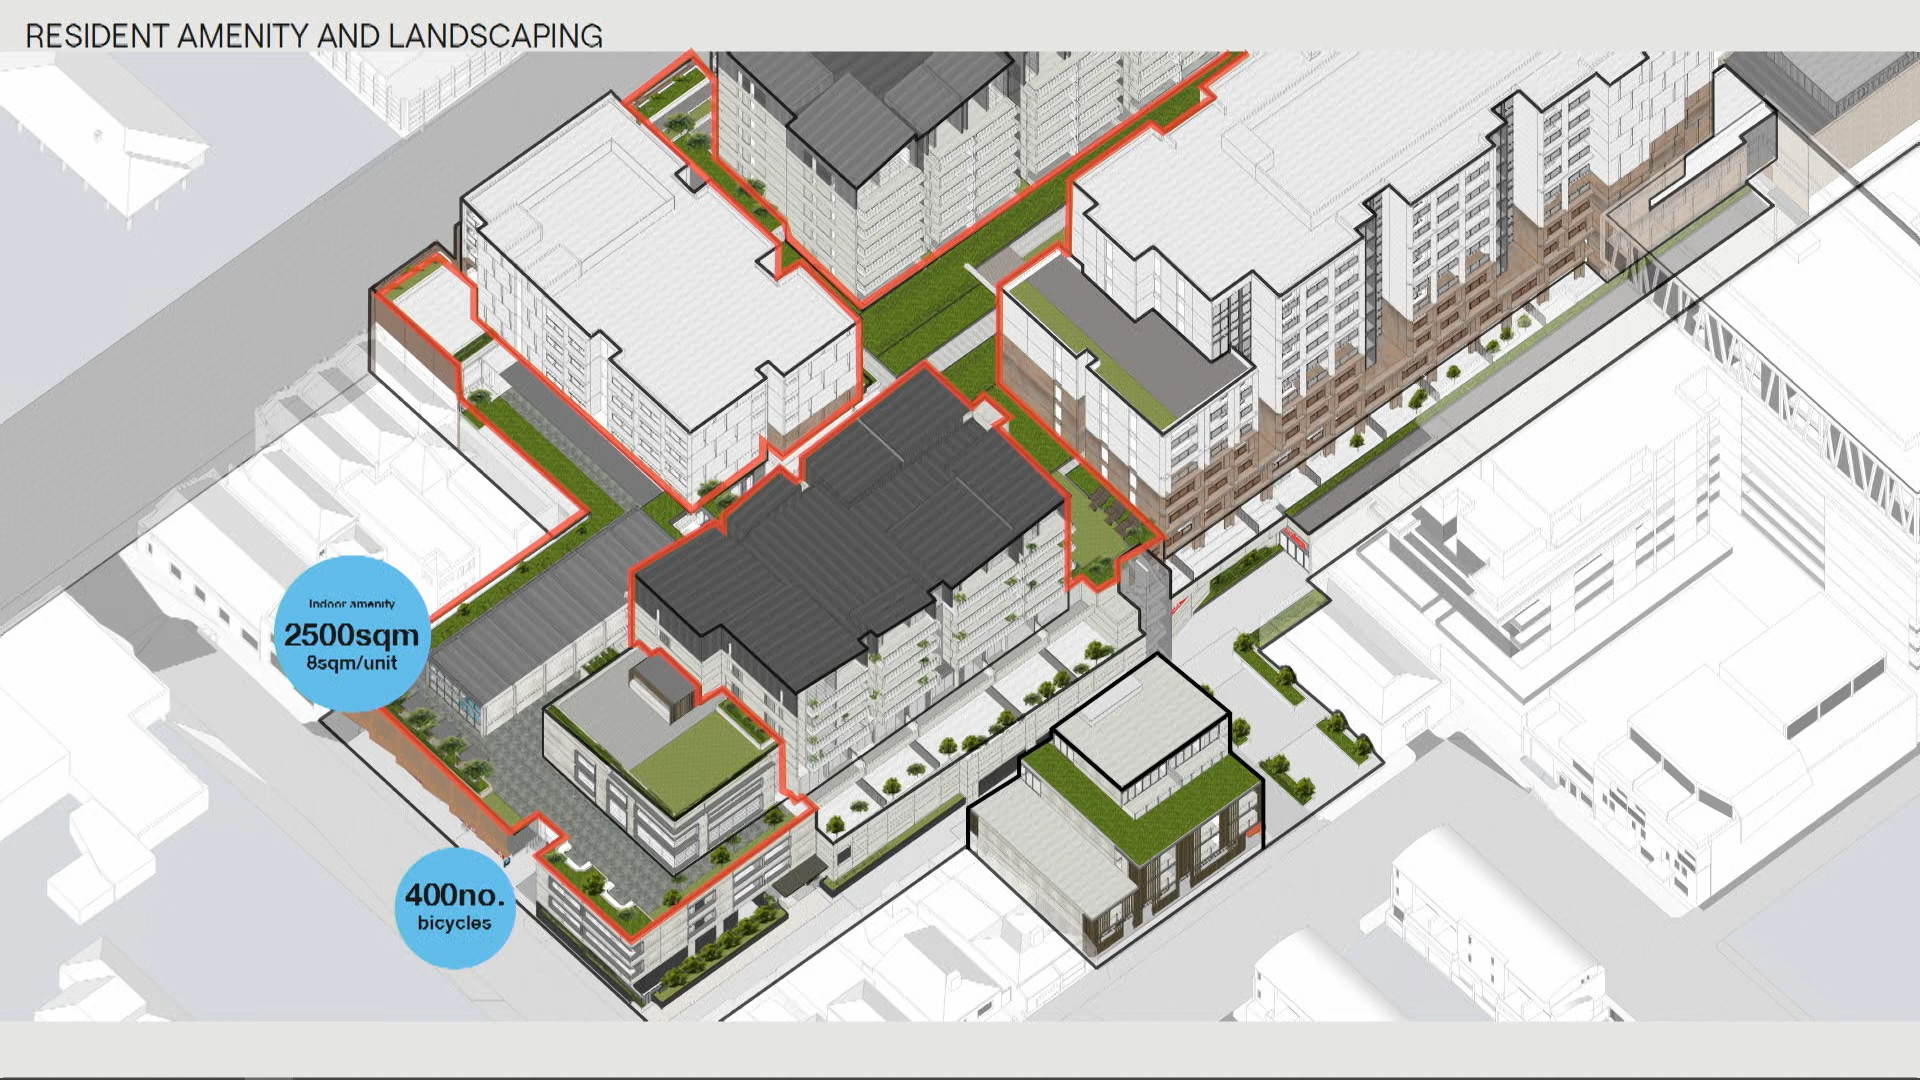 RESIDENT AMENITY AND LANDSCAPING
Indoor amenity
2500sqm
8sqm/unit
400no.
bicycles